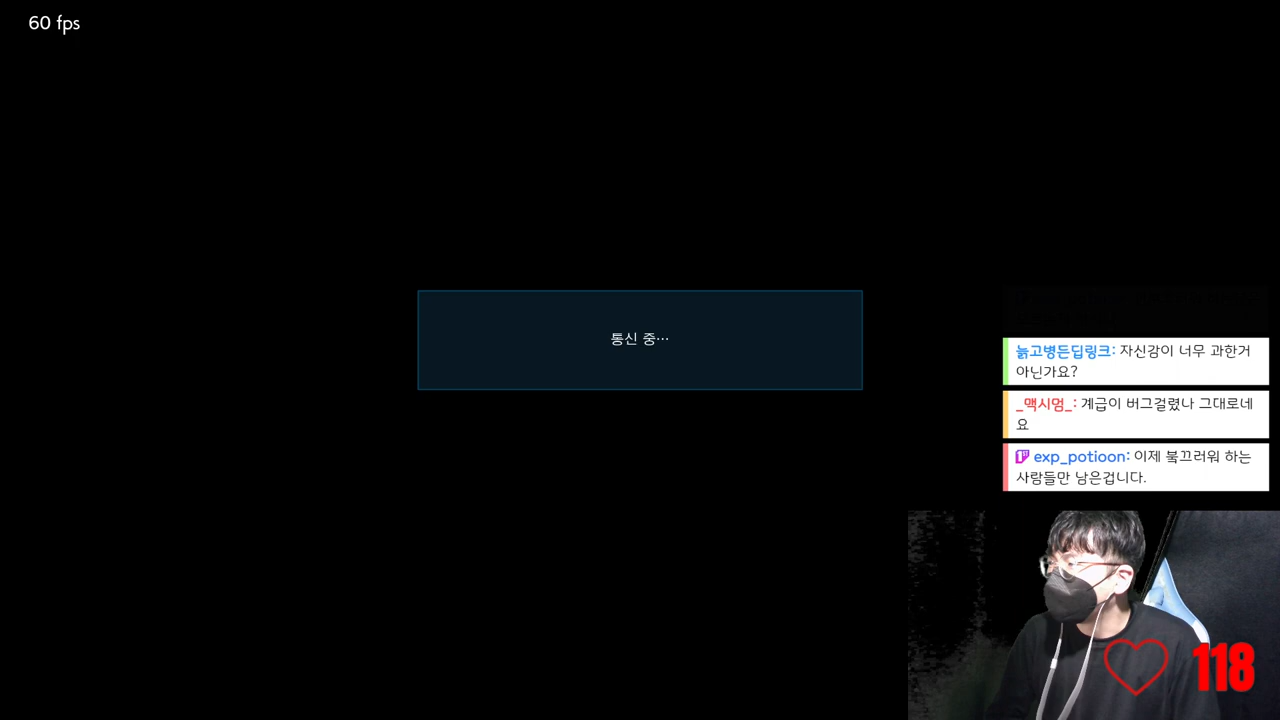 60 fps
통신 중…
늙고병든딥링크: 자신감이 너무 과한거
아닌가요?
_맥시멈_: 계급이 버그걸렸나 그대로네
요
exp_potioon: 이제 붘끄러워 하는
사람들만 남은겁니다.
118